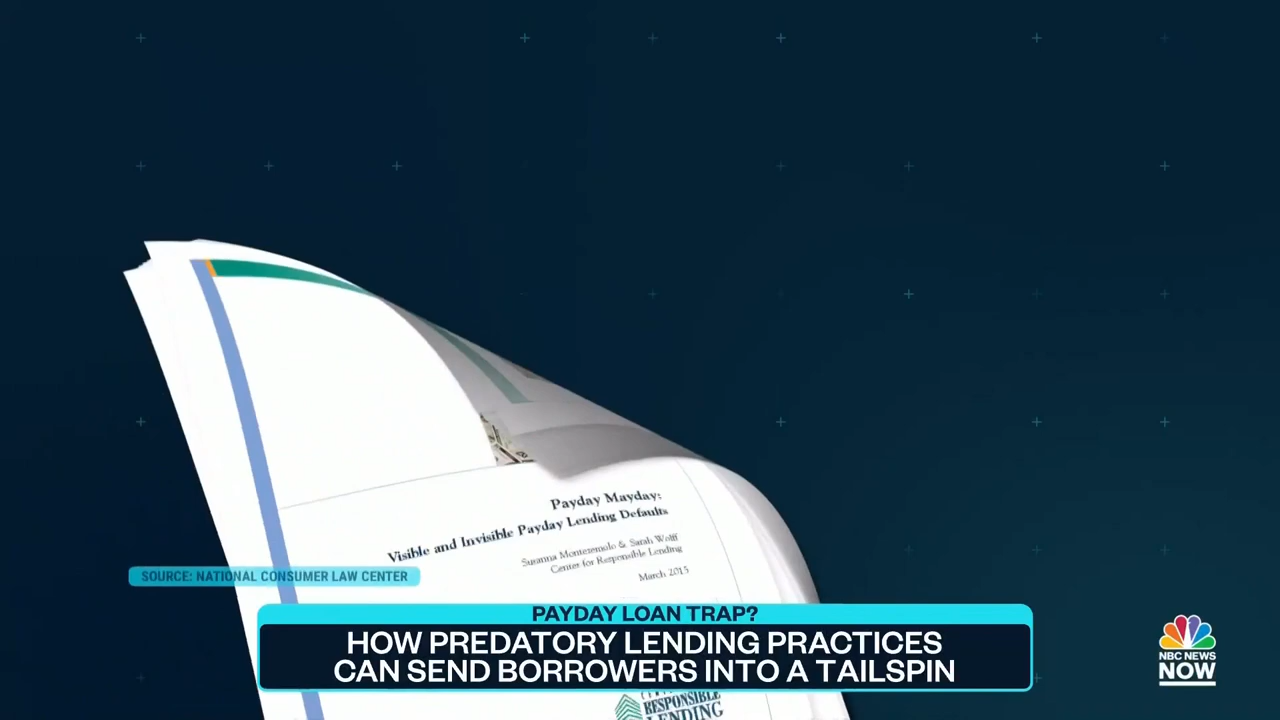 Payday Mayday:
Visible and Invisible Payday Lending Defaults
Susanna Montezemolo & Sarah Wolff
Center for Responsible Lending
March 2015
SOURCE: NATIONAL CONSUMER LAW CENTER
PAYDAY LOAN TRAP?
HOW PREDATORY LENDING PRACTICES
CAN SEND BORROWERS INTO A TAILSPIN
NBC NEWS
NOW
RESPONSIBLE
LENDING